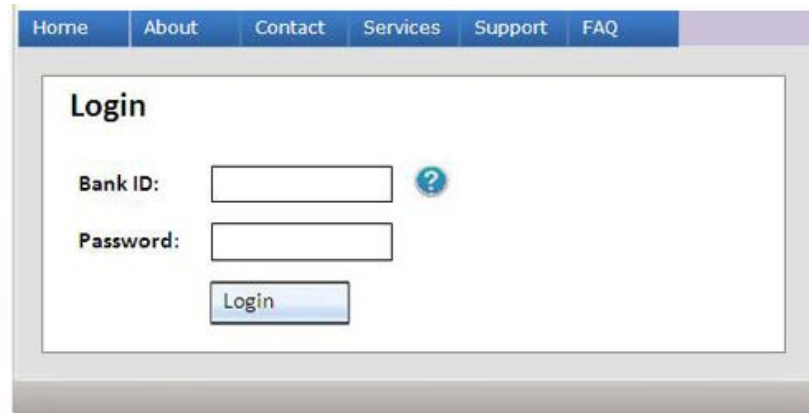 Home About Contact Services Support FAQ
Login
Bank ID:
?
Password:
Login